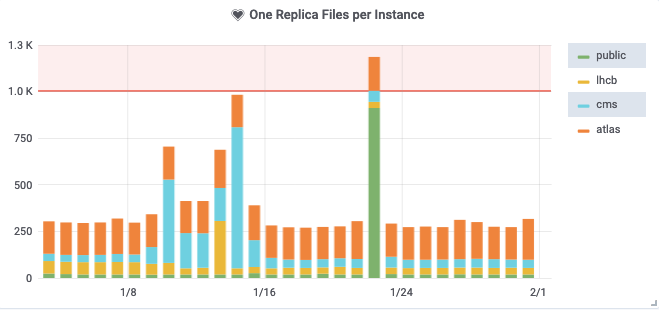 One Replica Files per Instance
1.3 K
1.0 K
750
500
250
0
1/8
1/16
1/24
2/1
public
lhcb
cms
atlas